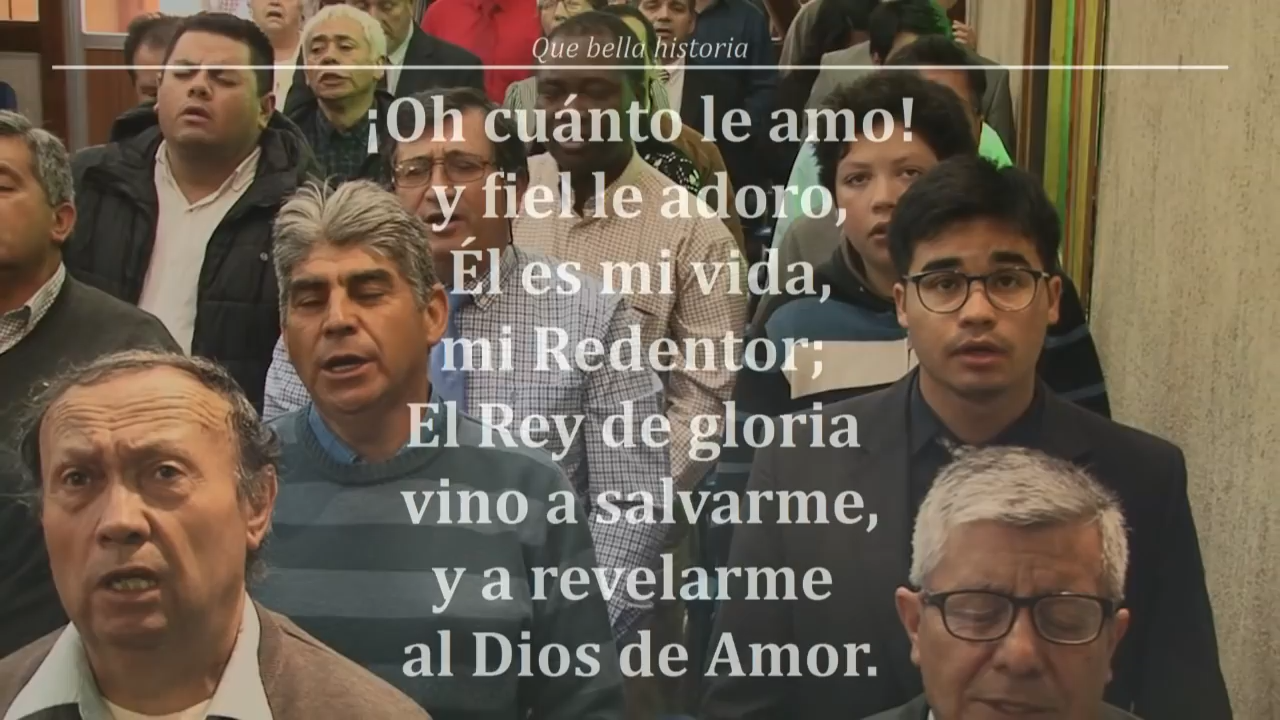 Que bella historia
¡Oh cuánto le amo!
y fiel le adoro,
Él es mi vida,
mi Redentor;
El Rey de gloria
vino a salvarme,
y a revelarme
al Dios de Amor.